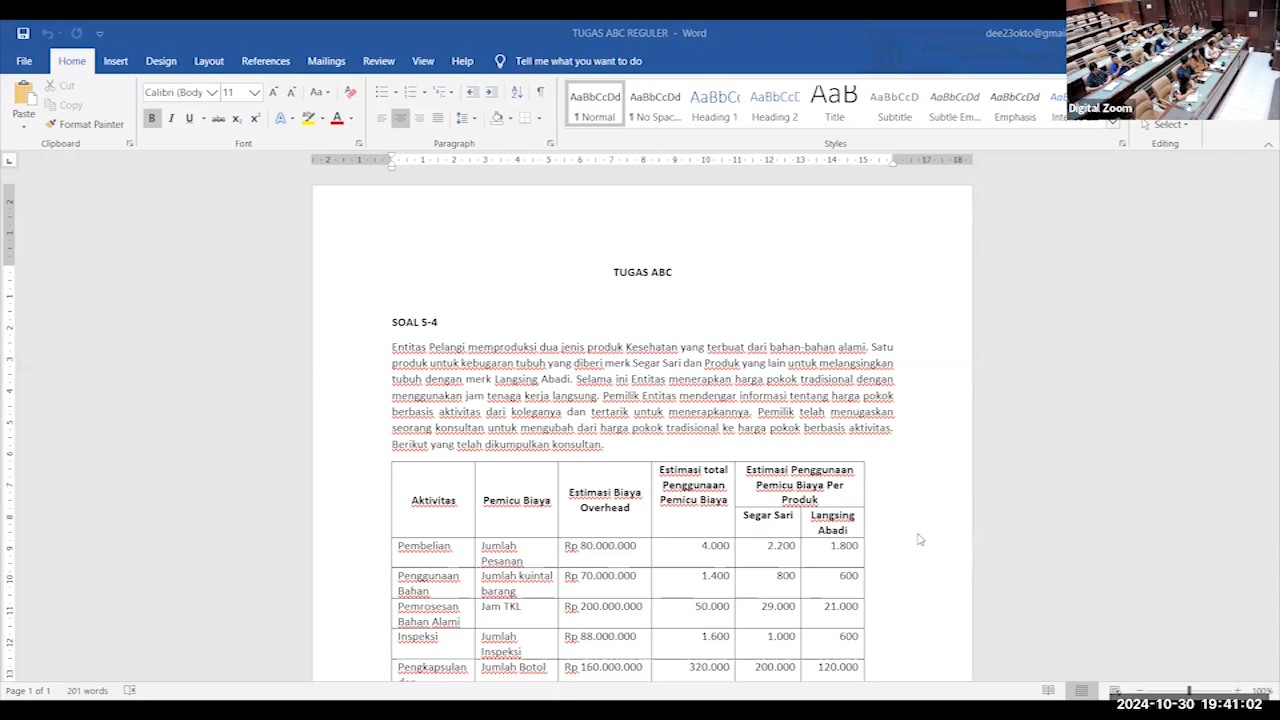 TUGAS ABC REGULER - Word
dee23okto@gmai
File Home Insert Design Layout References Mailings Review View Help Tell me what you want to do
Paste
Cut
Copy
Format Painter
Calibri (Body 11
Clipboard Font Paragraph Styles Editing
AaBbCcDd AaBbCcDd AaBbCc AaBbCcE AaB AaBbCcD AaBbCcDd AaBbCcDd
¶ Normal ¶ No Spac... Heading 1 Heading 2 Title Subtitle Subtle Em... Emphasis
Select
Digital Zoom
TUGAS ABC
SOAL 5-4
Entitas Pelangi memproduksi dua jenis produk Kesehatan yang terbuat dari bahan-bahan alami. Satu
produk untuk kebugaran tubuh yang diberi merk Segar Sari dan Produk yang lain untuk melangsingkan
tubuh dengan merk Langsing Abadi. Selama ini Entitas menerapkan harga pokok tradisional dengan
menggunakan jam tenaga kerja langsung. Pemilik Entitas mendengar informasi tentang harga pokok
berbasis aktivitas dari koleganya dan tertarik untuk menerapkannya. Pemilik telah menugaskan
seorang konsultan untuk mengubah dari harga pokok tradisional ke harga pokok berbasis aktivitas.
Berikut yang telah dikumpulkan konsultan.
Aktivitas
Pemicu Biaya
Estimasi Biaya
Overhead
Estimasi total
Penggunaan
Pemicu Biaya
Estimasi Penggunaan
Pemicu Biaya Per
Produk
Segar Sari
Langsing
Abadi
Pembelian Jumlah Rp 80.000.000 4.000 2.200 1.800
Pesanan
Penggunaan Jumlah kuintal Rp 70.000.000 1.400 800 600
Bahan barang
Pemrosesan Jam TKL Rp 200.000.000 50.000 29.000 21.000
Bahan Alami
Inspeksi Jumlah Rp 88.000.000 1.600 1.000 600
Inspeksi
Pengkapsulan Jumlah Botol Rp 160.000.000 320.000 200.000 120.000
Page 1 of 1 201 words
100%
2024-10-30 19:41:02